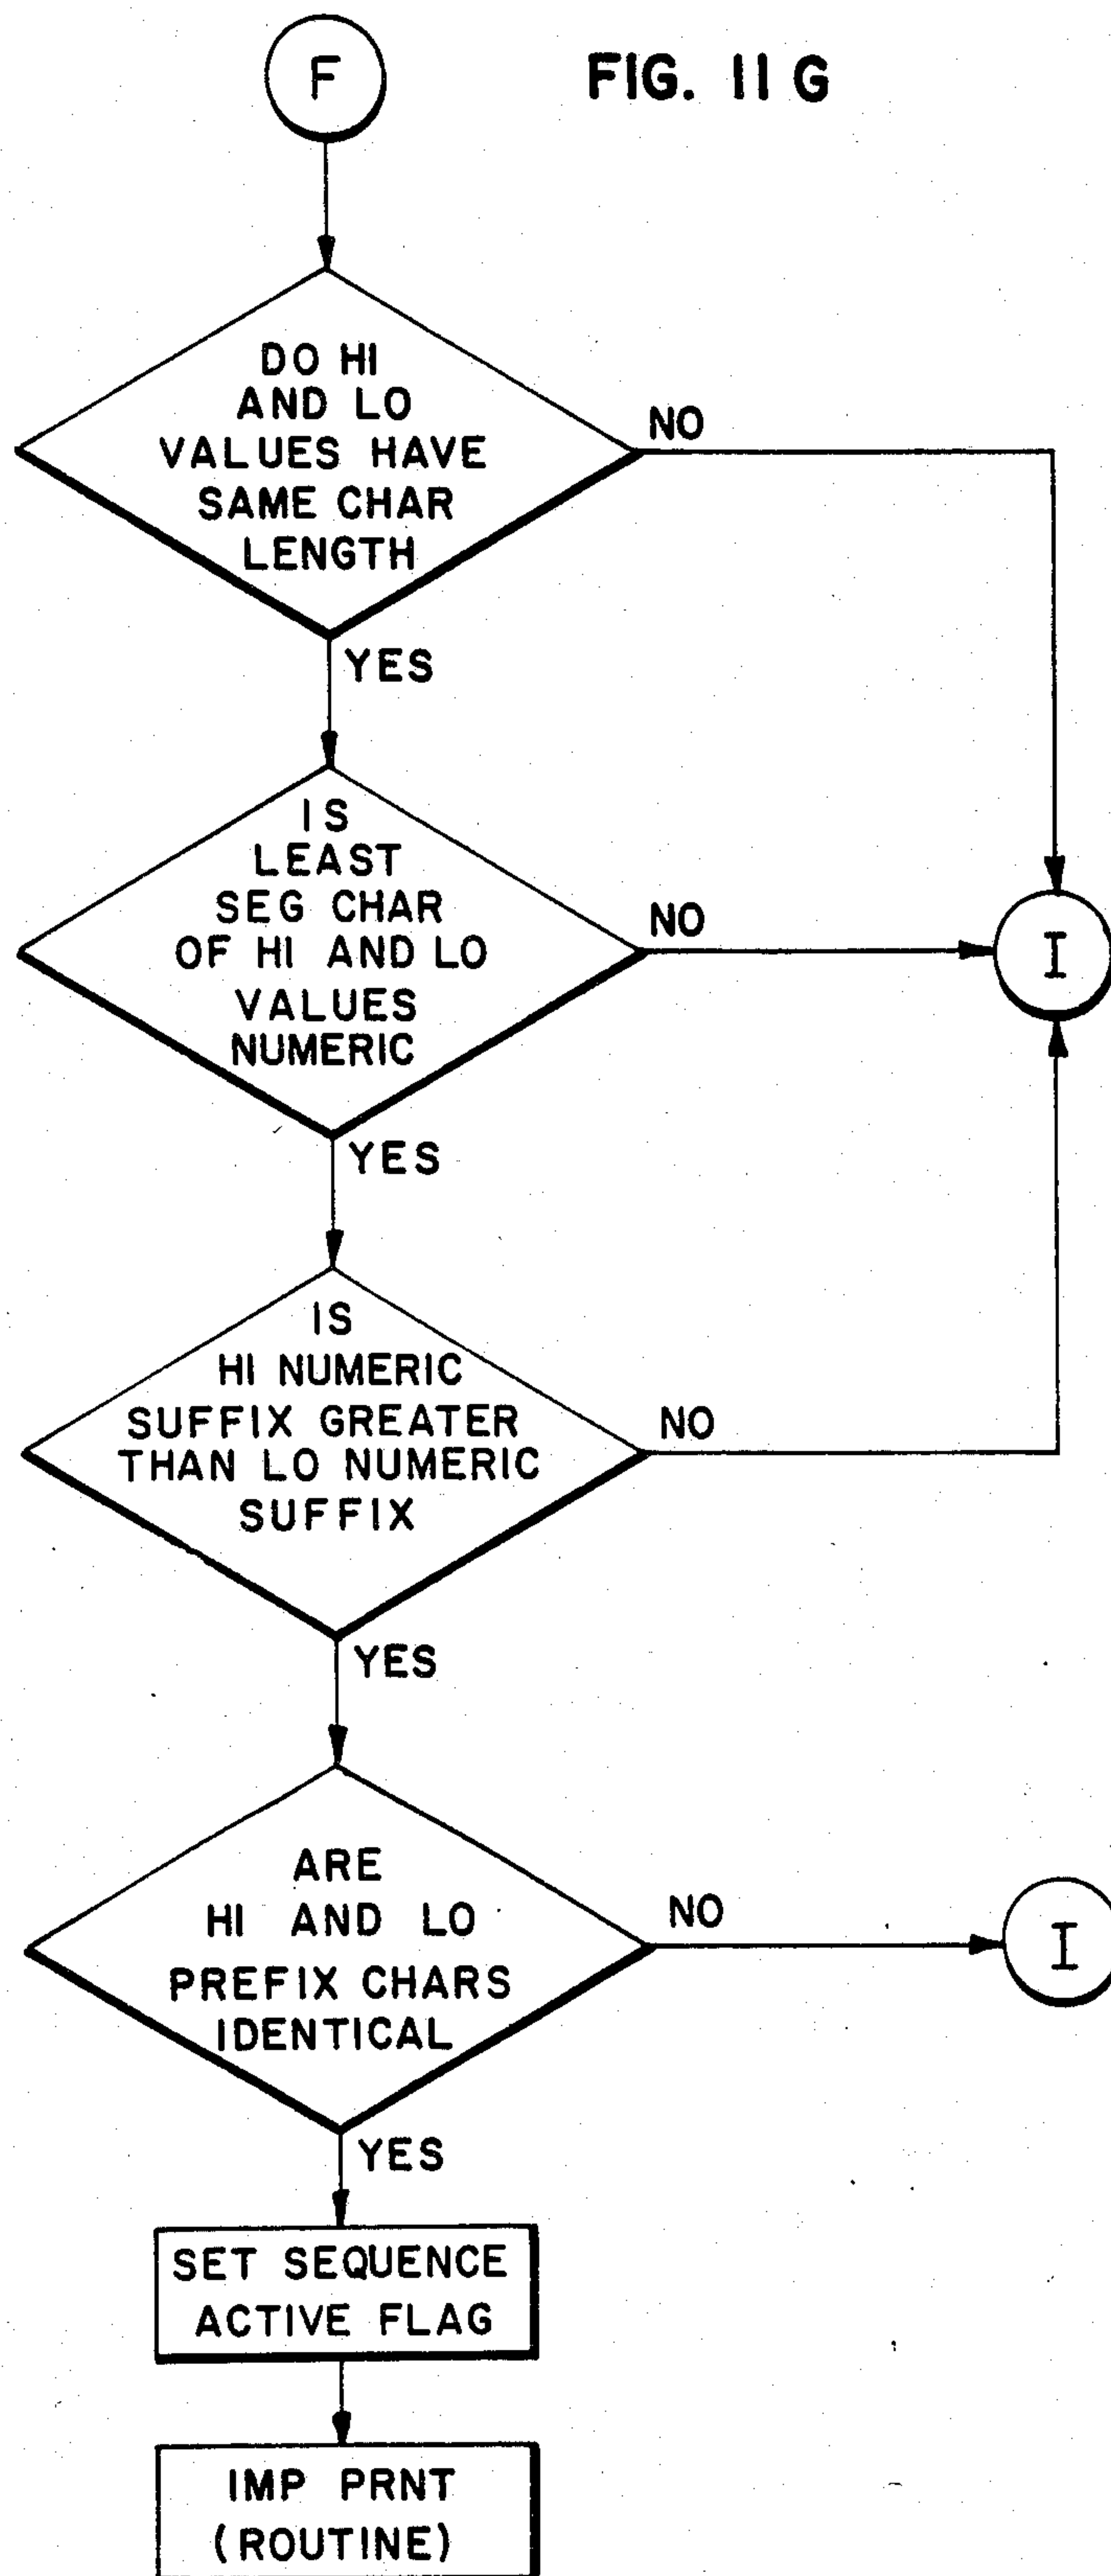 F
FIG. 11 G
DO HI
AND LO
VALUES HAVE
SAME CHAR
LENGTH
NO
YES
IS
LEAST
SEG CHAR
OF HI AND LO
VALUES
NUMERIC
NO
I
YES
IS
HI NUMERIC
SUFFIX GREATER
THAN LO NUMERIC
SUFFIX
NO
YES
ARE
HI AND LO
PREFIX CHARS
IDENTICAL
NO
I
YES
SET SEQUENCE
ACTIVE FLAG
IMP PRNT
(ROUTINE)